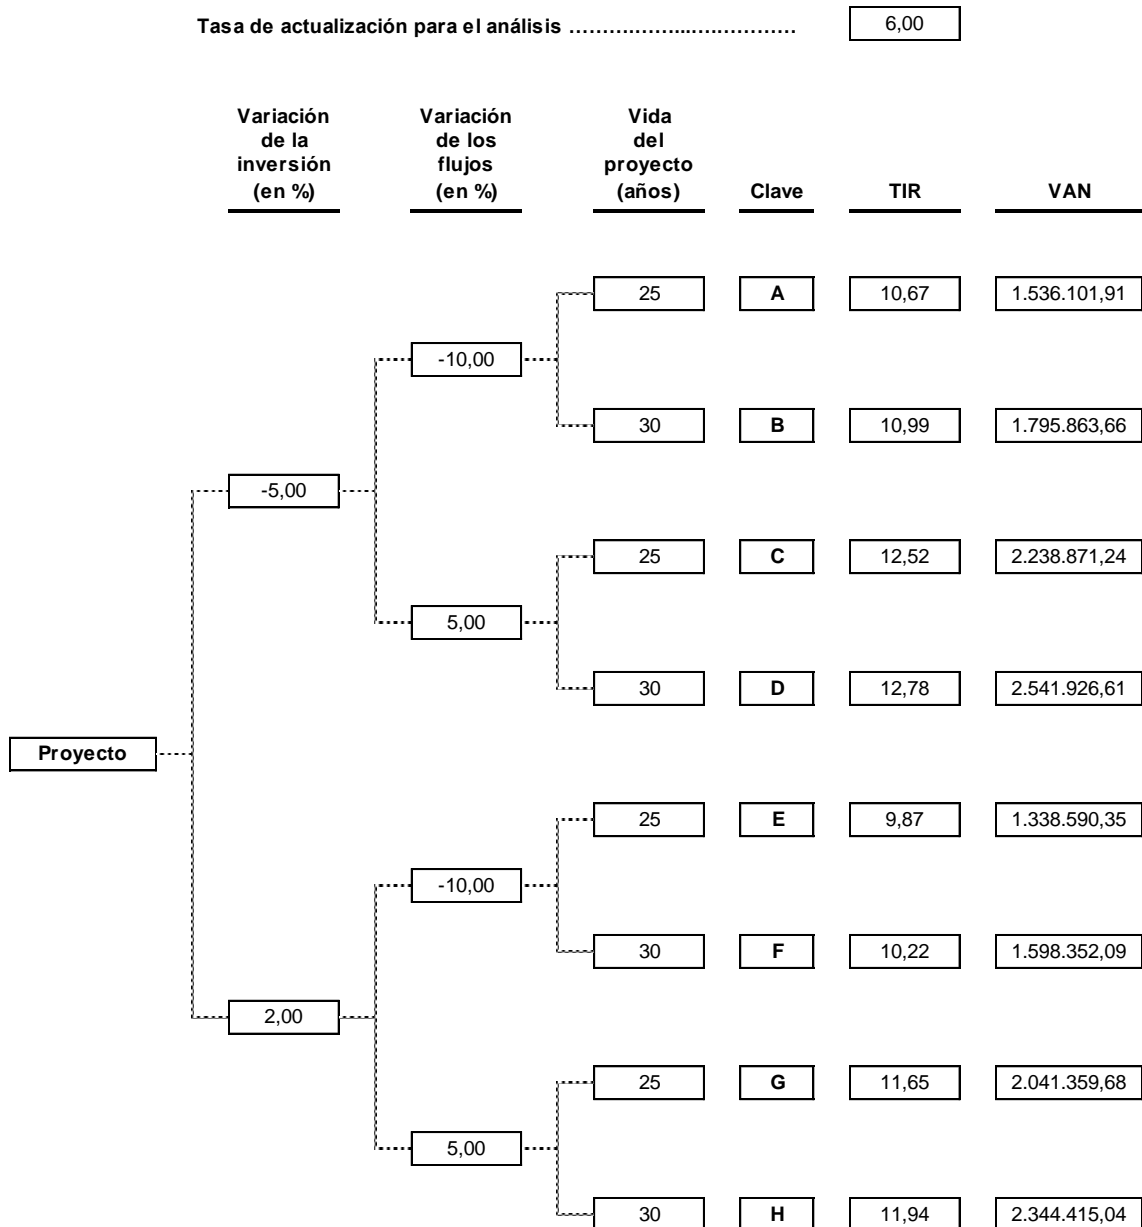 Tasa de actualización para el análisis ……….……...….………… 6,00
Variación de la inversión (en %)
Variación de los flujos (en %)
Vida del proyecto (años)
Clave
TIR
VAN
25 A 10,67 1.536.101,91
-10,00
30 B 10,99 1.795.863,66
-5,00
25 C 12,52 2.238.871,24
5,00
30 D 12,78 2.541.926,61
Proyecto
25 E 9,87 1.338.590,35
-10,00
30 F 10,22 1.598.352,09
2,00
25 G 11,65 2.041.359,68
5,00
30 H 11,94 2.344.415,04